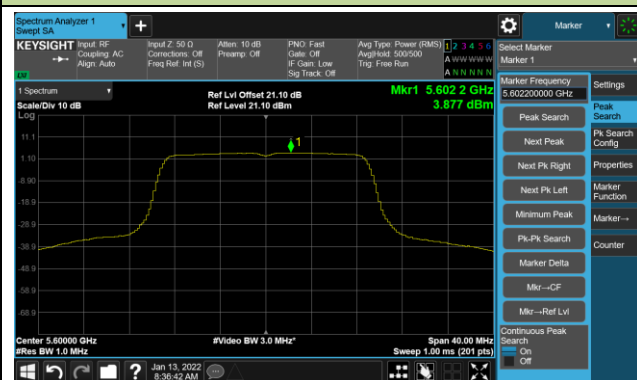 Spectrum Analyzer 1
Swept SA
+
Marker
KEYSIGHT
Input: RF
Coupling: AC
Align: Auto
Input Z: 50 Ω
Corrections: Off
Freq Ref: Int (S)
Atten: 10 dB
Preamp: Off
PNO: Fast
Gate: Off
IF Gain: Low
Sig Track: Off
Avg Type: Power (RMS)
Avg|Hold: 500/500
Trig: Free Run
1 2 3 4 5 6
A W W W W W
A N N N N N
LXI
Select Marker
Marker 1
1 Spectrum
Scale/Div 10 dB
Log
Ref Lvl Offset 21.10 dB
Ref Level 21.10 dBm
Mkr1 5.602 2 GHz
3.877 dBm
11.1
1.10
-8.90
-18.9
-28.9
-38.9
-48.9
-58.9
-68.9
1
Center 5.60000 GHz
#Res BW 1.0 MHz
#Video BW 3.0 MHz*
Span 40.00 MHz
Sweep 1.00 ms (201 pts)
Marker Frequency
5.602200000 GHz
Peak Search
Next Peak
Next Pk Right
Next Pk Left
Minimum Peak
Pk-Pk Search
Marker Delta
Mkr→CF
Mkr→Ref Lvl
Continuous Peak
Search
On
Off
Settings
Peak
Search
Pk Search
Config
Properties
Marker
Function
Marker→
Counter
?
Jan 13, 2022
8:36:42 AM